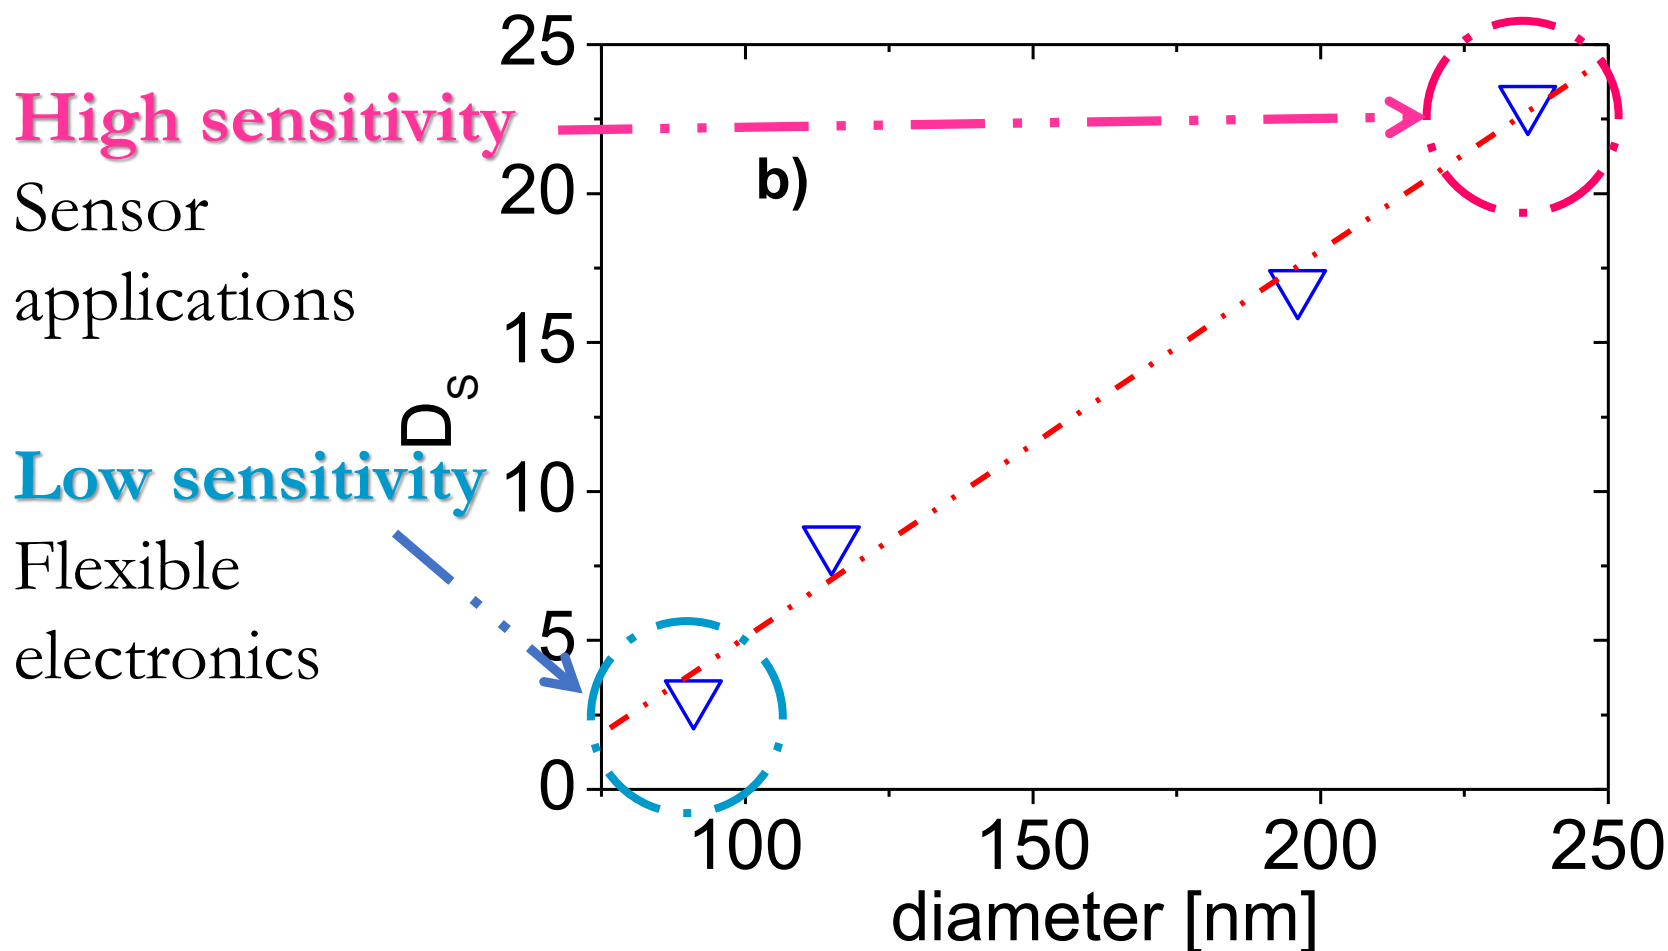 High sensitivity
Sensor
applications
Low sensitivity
Flexible
electronics
b)
D_S
25
20
15
10
5
0
100 150 200 250
diameter [nm]